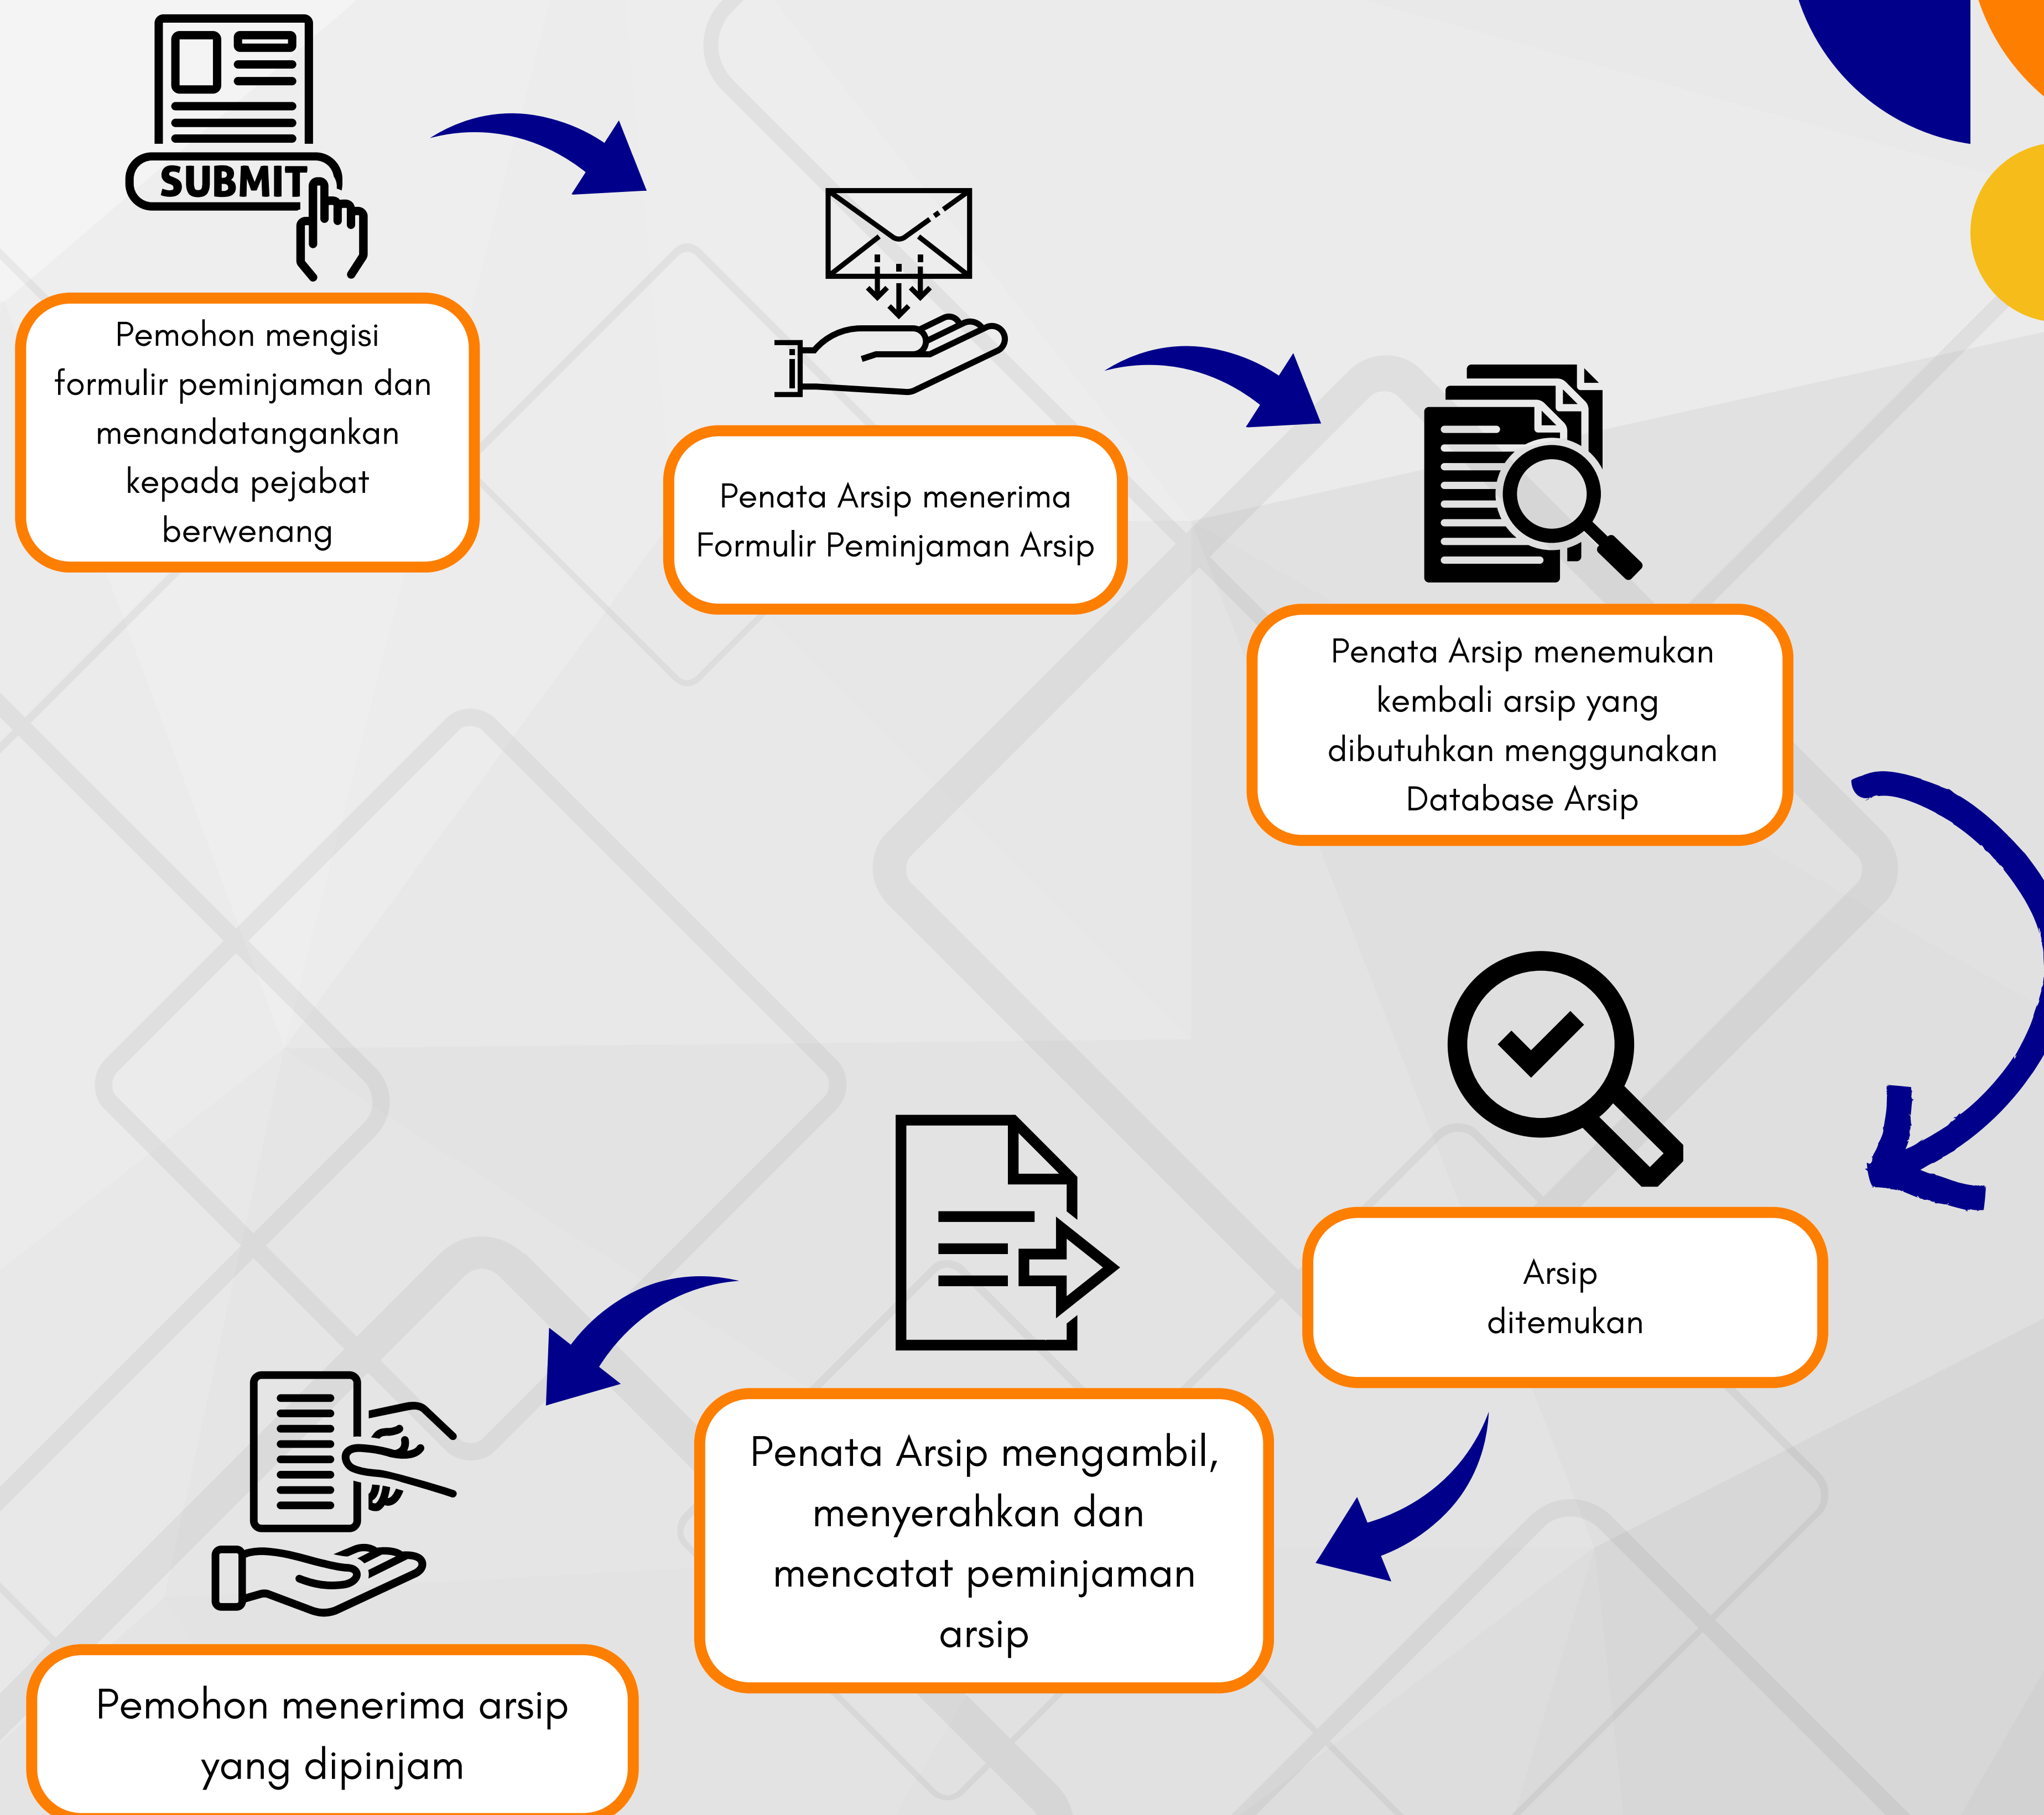 SUBMIT
Pemohon mengisi
formulir peminjaman dan
menandatangankan
kepada pejabat
berwenang
Penata Arsip menerima
Formulir Peminjaman Arsip
Penata Arsip menemukan
kembali arsip yang
dibutuhkan menggunakan
Database Arsip
Arsip
ditemukan
Penata Arsip mengambil,
menyerahkan dan
mencatat peminjaman
arsip
Pemohon menerima arsip
yang dipinjam